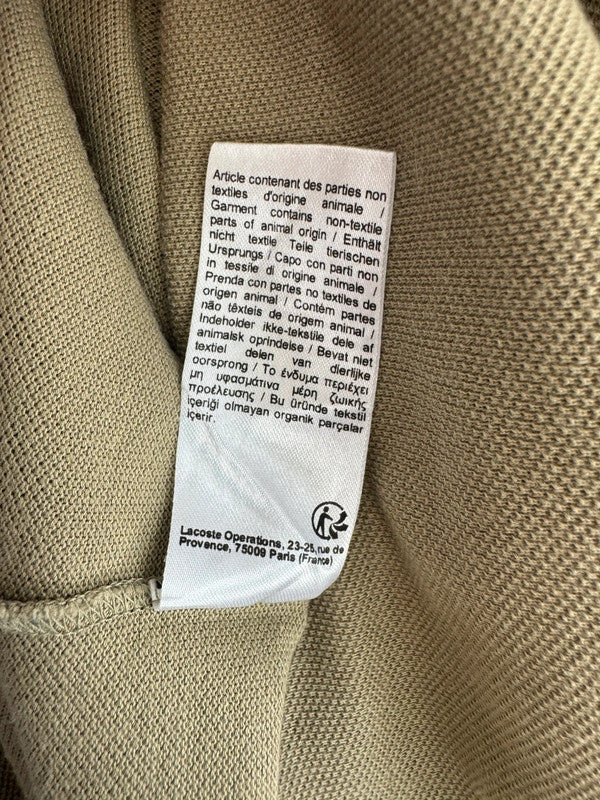 Article contenant des parties non
textiles d'origine animale /
Garment contains non-textile
parts of animal origin / Enthält
nicht textile Teile tierischen
Ursprungs / Capo con parti non
in tessile di origine animale /
Prenda con partes no textiles de
origen animal / Contém partes
não têxteis de origem animal /
Indeholder ikke-tekstile dele af
animalsk oprindelse / Bevat niet
textiel delen van dierlijke
oorsprong / Το ένδυμα περιέχει
μη υφασμάτινα μέρη ζωικής
προέλευσης / Bu üründe tekstil
içeriği olmayan organik parçalar
içerir.
Lacoste Operations, 23-25, rue de
Provence, 75009 Paris (France)